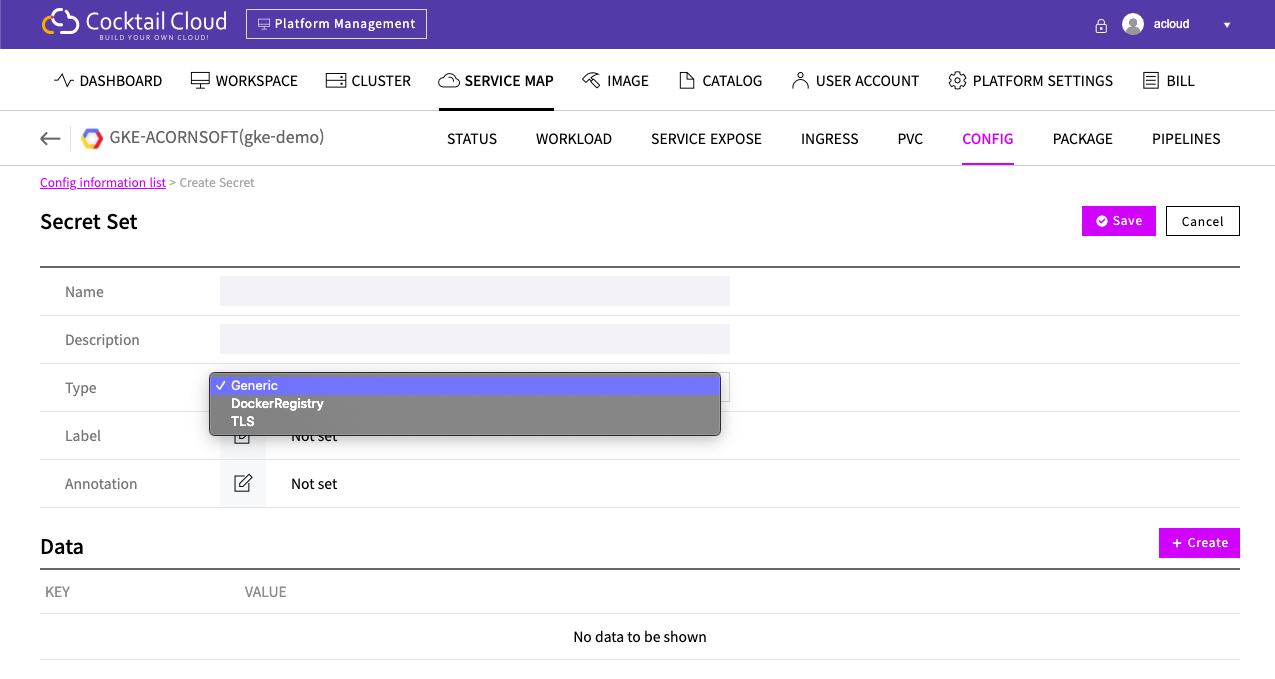 Cocktail Cloud
BUILD YOUR OWN CLOUD!
Platform Management
acloud
DASHBOARD WORKSPACE CLUSTER SERVICE MAP IMAGE CATALOG USER ACCOUNT PLATFORM SETTINGS BILL
GKE-ACORNSOFT(gke-demo)
STATUS WORKLOAD SERVICE EXPOSE INGRESS PVC CONFIG PACKAGE PIPELINES
Config information list > Create Secret
Secret Set
Save
Cancel
Name
Description
Type
✓ Generic
DockerRegistry
TLS
Label
Not set
Annotation
Not set
Data
+ Create
KEY VALUE
No data to be shown